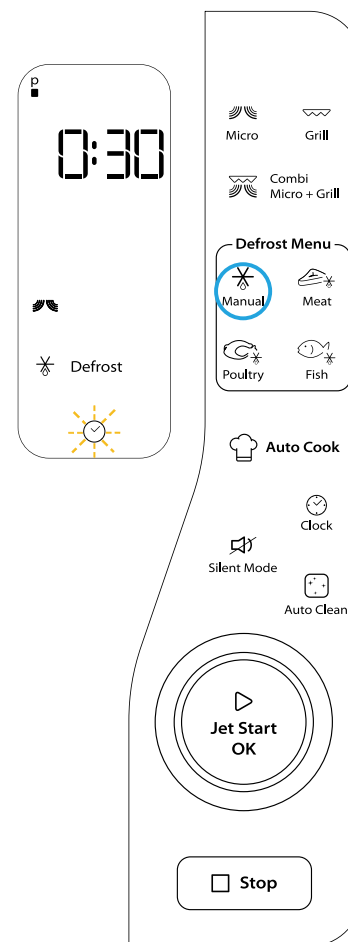 p
0:30
Defrost
Micro
Grill
Combi
Micro + Grill
Defrost Menu
Manual
Meat
Poultry
Fish
Auto Cook
Clock
Silent Mode
Auto Clean
Jet Start
OK
Stop